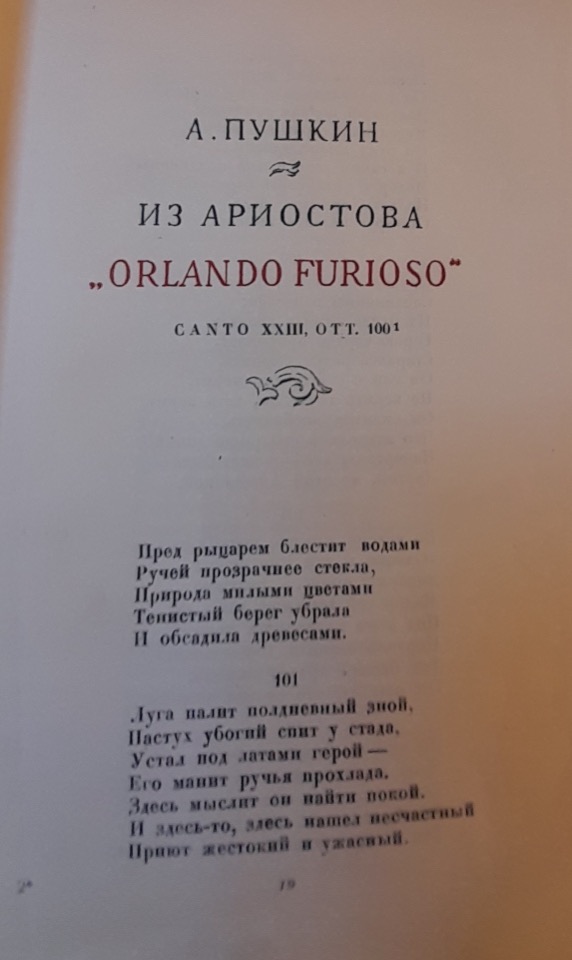 А. ПУШКИН
ИЗ АРИОСТОВА
„ORLANDO FURIOSO“
CANTO XXIII, OTT. 100¹
Пред рыцарем блестит водами
Ручей прозрачнее стекла,
Природа милыми цветами
Тенистый берег убрала
И обсадила древесами.
101
Луга палит полдневный зной,
Пастух убогий спит у стада,
Устал под латами герой —
Его манит ручья прохлада.
Здесь мыслит он найти покой.
И здесь-то, здесь нашел несчастный
Приют жестокий и ужасный.
2*
19